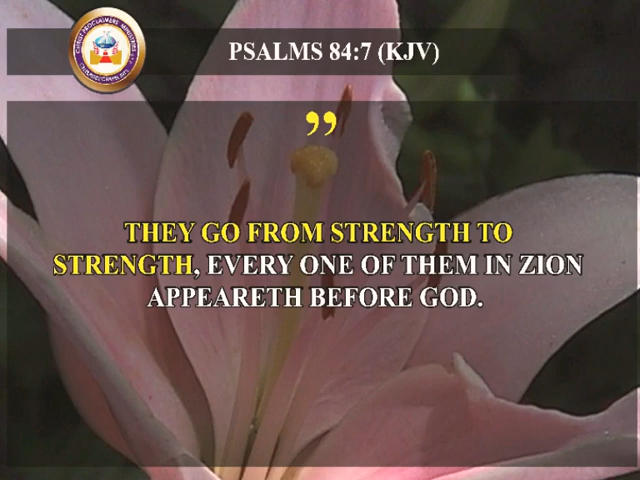 PSALMS 84:7 (KJV)
”
THEY GO FROM STRENGTH TO
STRENGTH, EVERY ONE OF THEM IN ZION
APPEARETH BEFORE GOD.